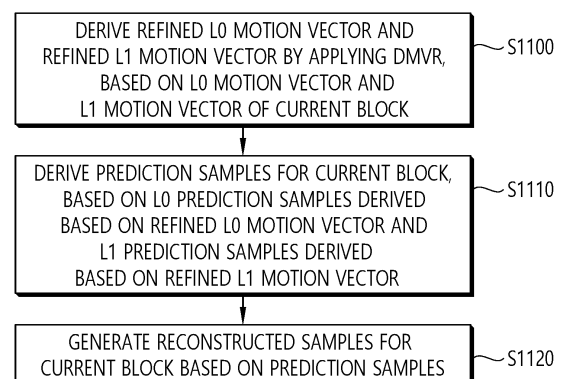 DERIVE REFINED L0 MOTION VECTOR AND
REFINED L1 MOTION VECTOR BY APPLYING DMVR,
BASED ON L0 MOTION VECTOR AND
L1 MOTION VECTOR OF CURRENT BLOCK
S1100
DERIVE PREDICTION SAMPLES FOR CURRENT BLOCK,
BASED ON L0 PREDICTION SAMPLES DERIVED
BASED ON REFINED L0 MOTION VECTOR AND
L1 PREDICTION SAMPLES DERIVED
BASED ON REFINED L1 MOTION VECTOR
S1110
GENERATE RECONSTRUCTED SAMPLES FOR
CURRENT BLOCK BASED ON PREDICTION SAMPLES
S1120